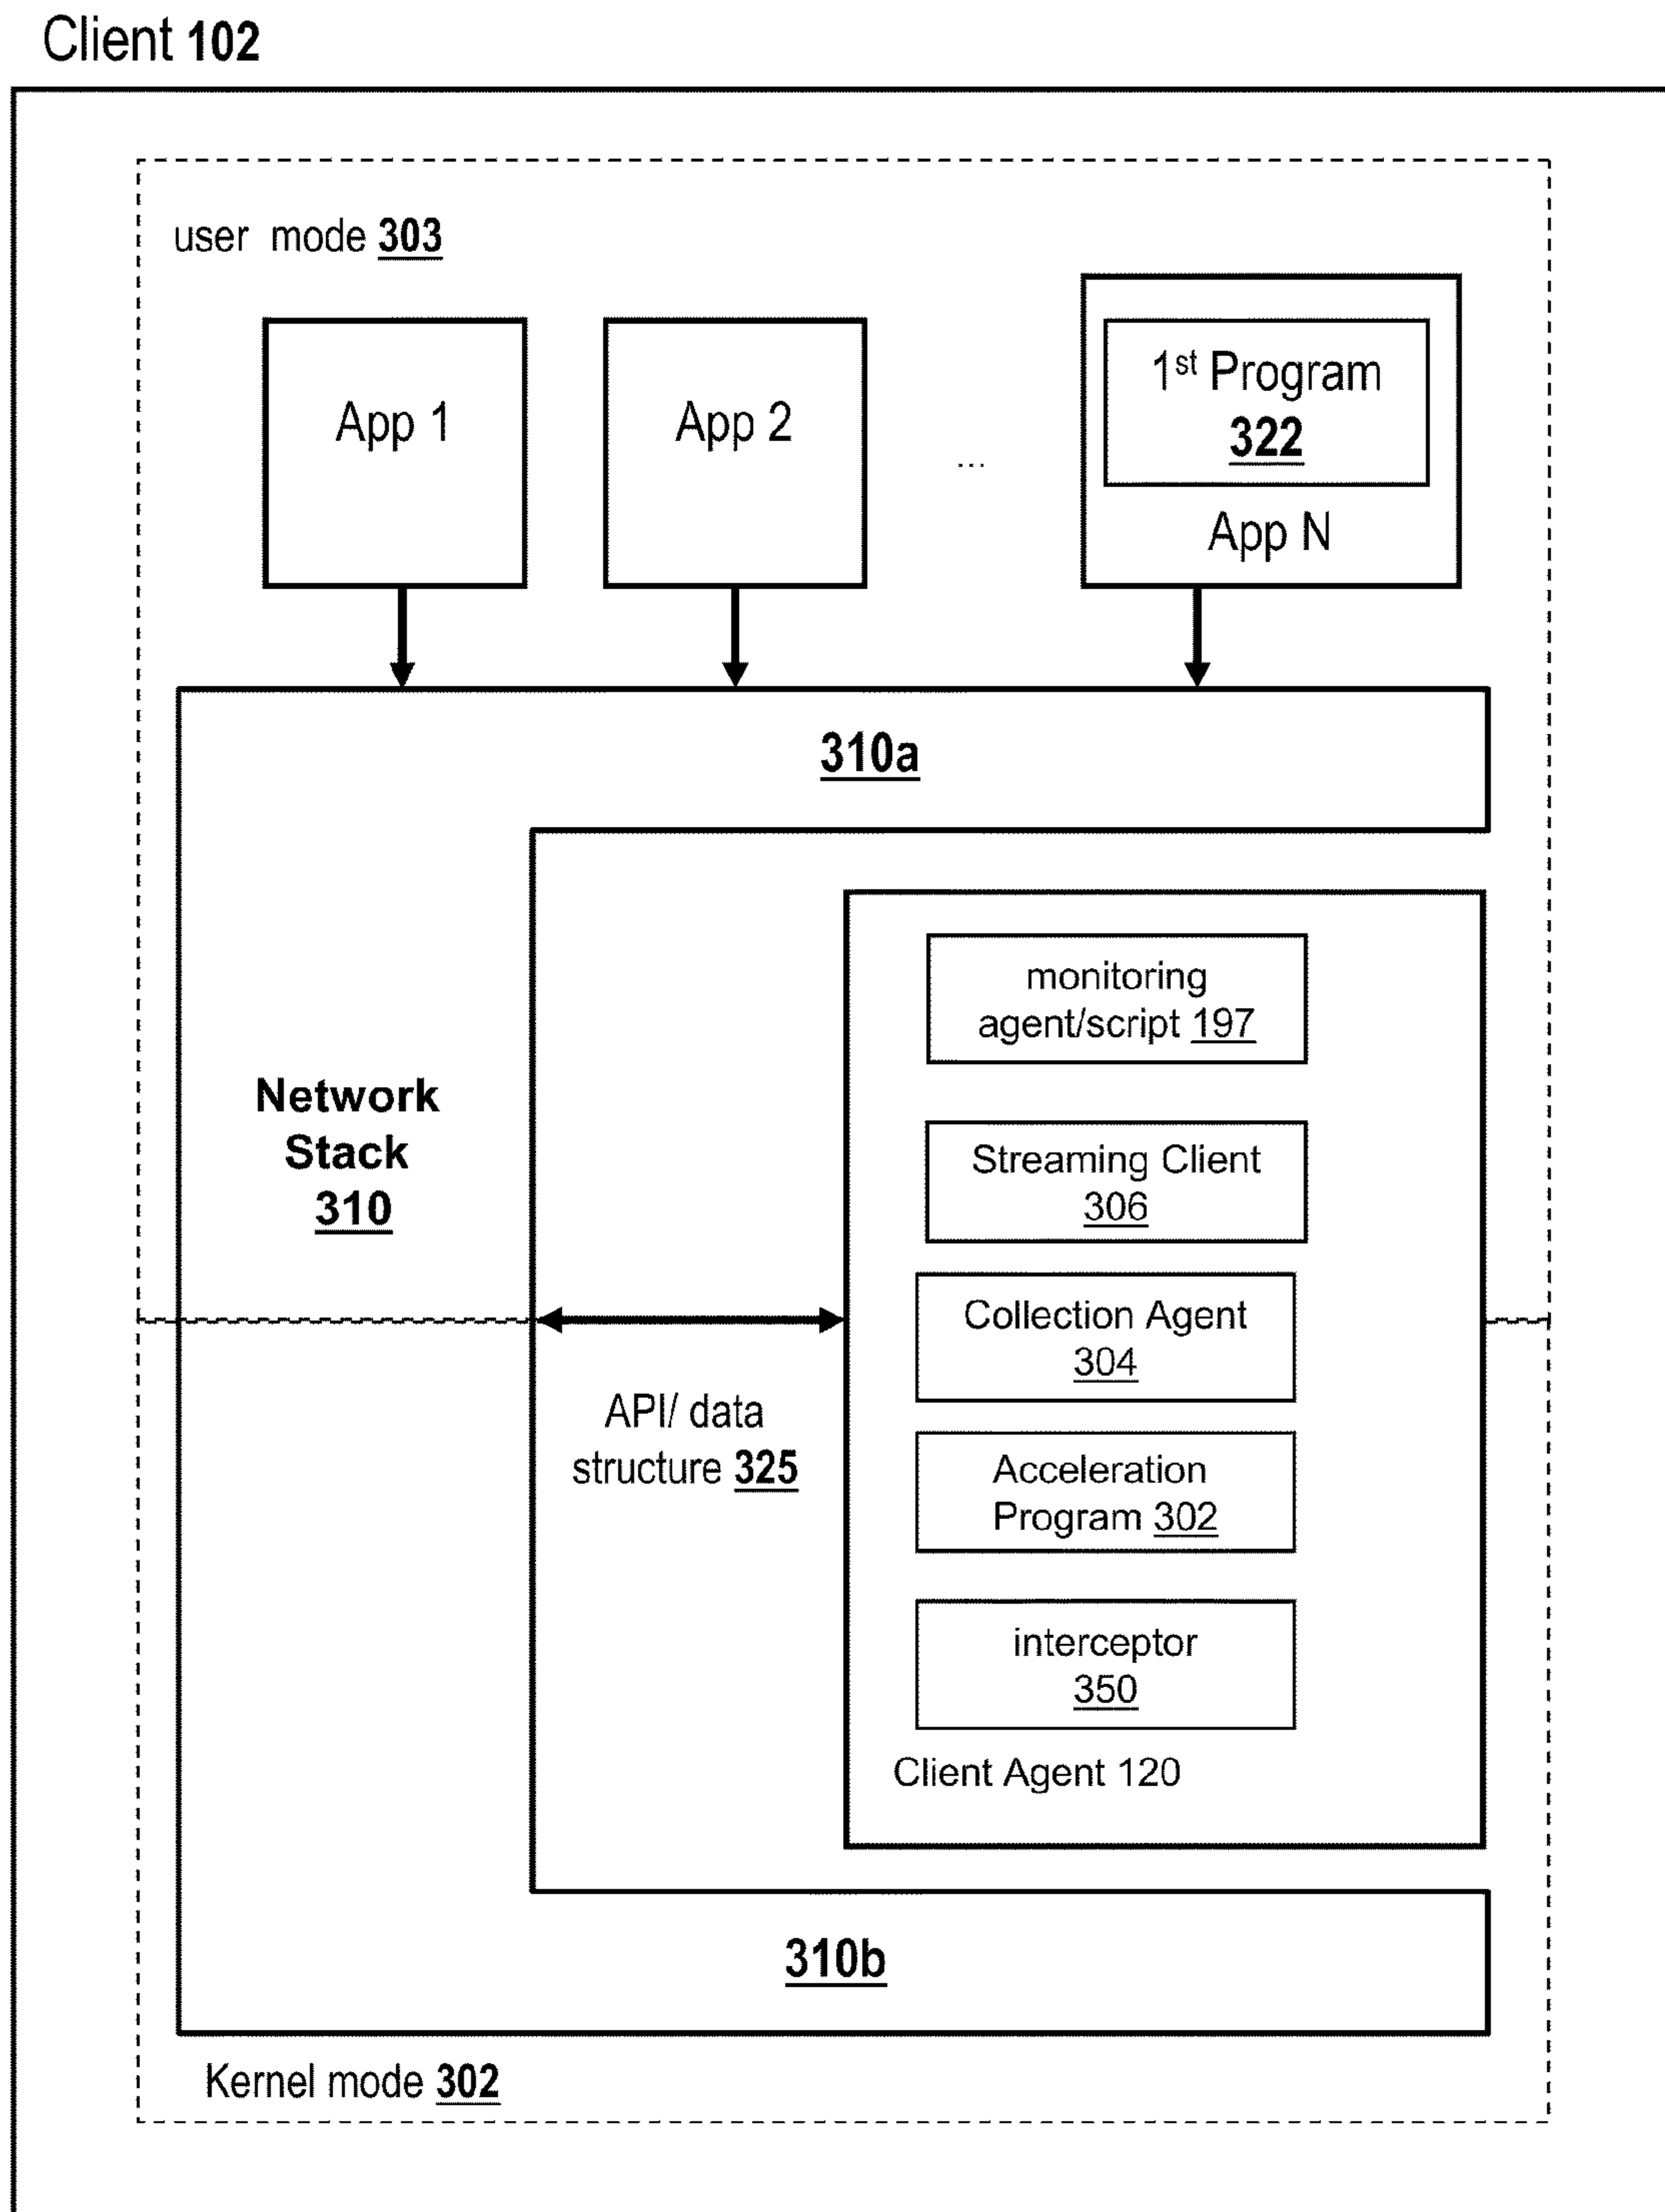 Client 102
user mode 303
App 1
App 2
...
1st Program
322
App N
310a
Network
Stack
310
monitoring
agent/script 197
Streaming Client
306
Collection Agent
304
API/ data
structure 325
Acceleration
Program 302
interceptor
350
Client Agent 120
310b
Kernel mode 302